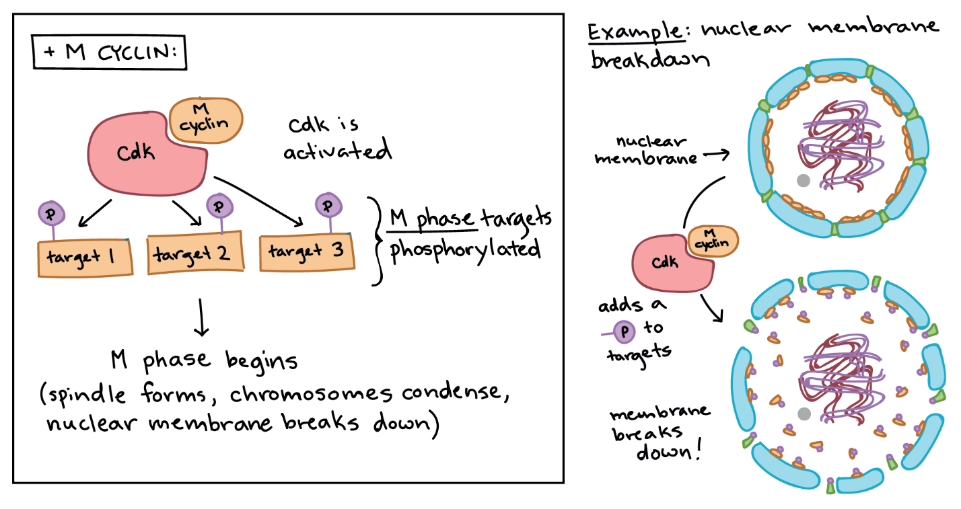 + M CYCLIN:
M
cyclin
Cdk
Cdk is
activated
P
P
P
target 1
target 2
target 3
M phase targets
phosphorylated
M phase begins
(spindle forms, chromosomes condense,
nuclear membrane breaks down)
Example: nuclear membrane
breakdown
nuclear
membrane
M
cyclin
Cdk
adds a
P to
targets
membrane
breaks
down!